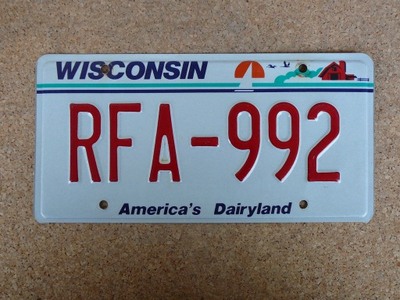 WISCONSIN
RFA-992
America's Dairyland